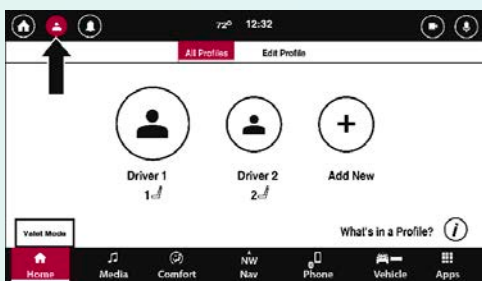 72° 12:32
All Profiles Edit Profile
Driver 1 Driver 2 Add New
1 2
Valet Mode What's in a Profile? i
NW
Home Media Comfort Nav Phone Vehicle Apps